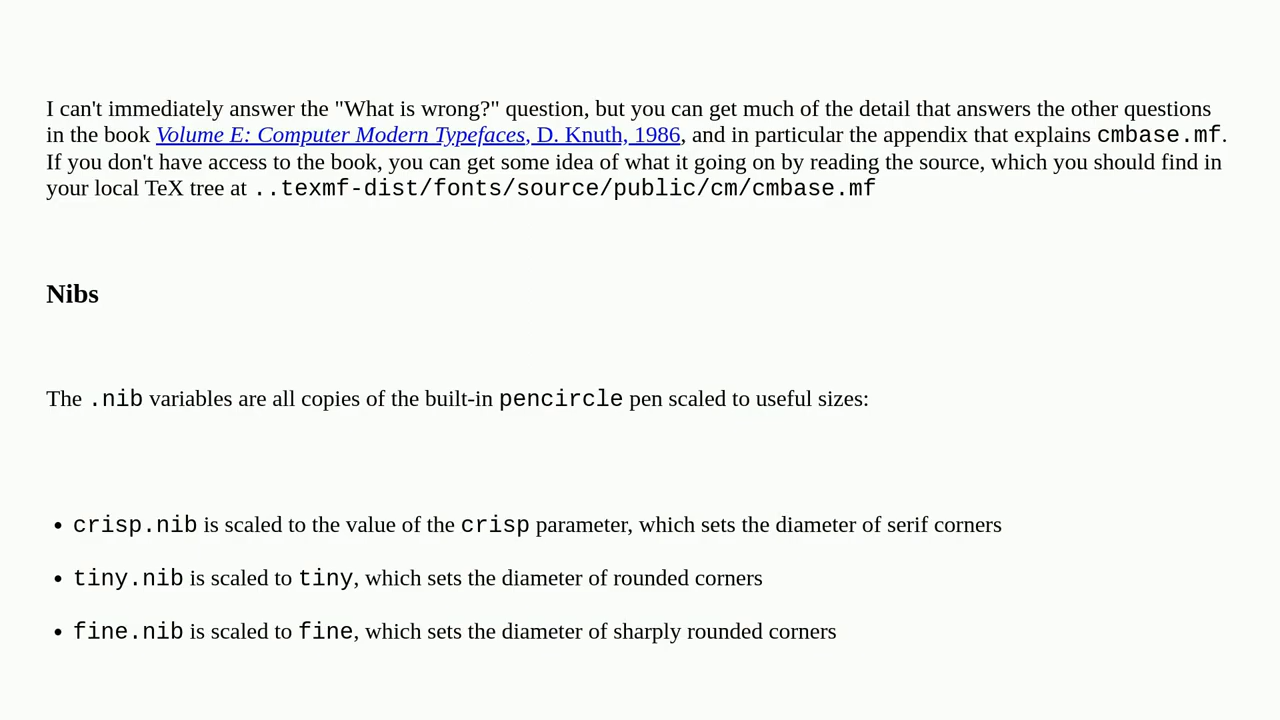 I can't immediately answer the "What is wrong?" question, but you can get much of the detail that answers the other questions
in the book Volume E: Computer Modern Typefaces, D. Knuth, 1986, and in particular the appendix that explains cmbase.mf.
If you don't have access to the book, you can get some idea of what it going on by reading the source, which you should find in
your local TeX tree at ..texmf-dist/fonts/source/public/cm/cmbase.mf
Nibs
The .nib variables are all copies of the built-in pencircle pen scaled to useful sizes:
• crisp.nib is scaled to the value of the crisp parameter, which sets the diameter of serif corners
• tiny.nib is scaled to tiny, which sets the diameter of rounded corners
• fine.nib is scaled to fine, which sets the diameter of sharply rounded corners